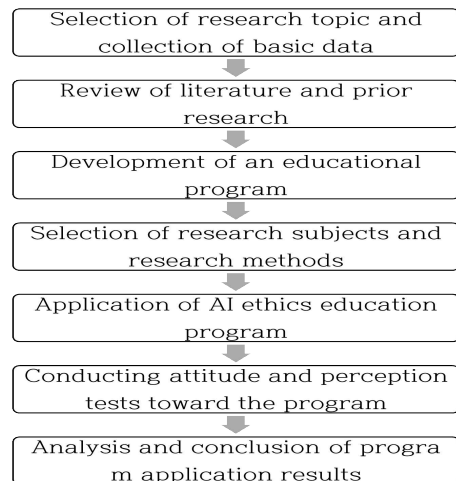 Selection of research topic and
collection of basic data
Review of literature and prior
research
Development of an educational
program
Selection of research subjects and
research methods
Application of AI ethics education
program
Conducting attitude and perception
tests toward the program
Analysis and conclusion of progra
m application results